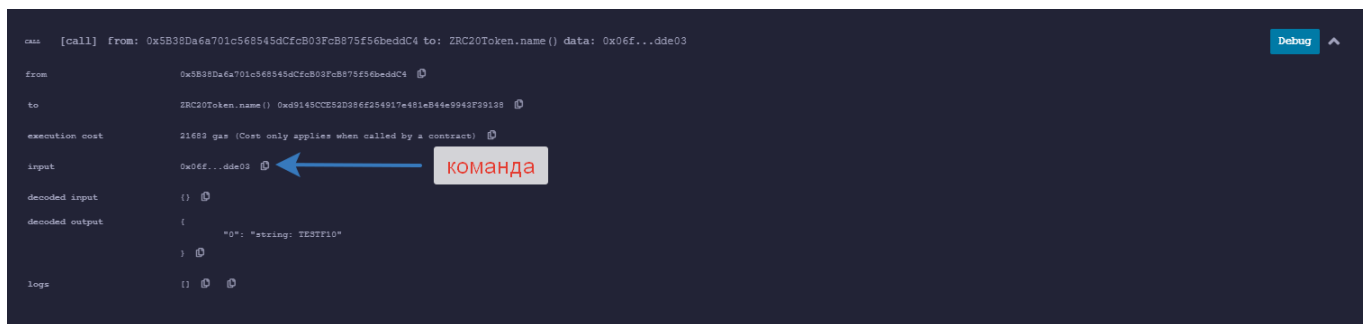 CALL [call] from: 0x5B38Da6a701c568545dCfcB03FcB875f56beddC4 to: ZRC20Token.name() data: 0x06f...dde03 Debug
from 0x5B38Da6a701c568545dCfcB03FcB875f56beddC4
to ZRC20Token.name() 0xd9145CCE52D386f254917e481eB44e9943F39138
execution cost 21683 gas (Cost only applies when called by a contract)
input 0x06f...dde03 команда
decoded input {}
decoded output {
"0": "string: TESTF10"
}
logs []